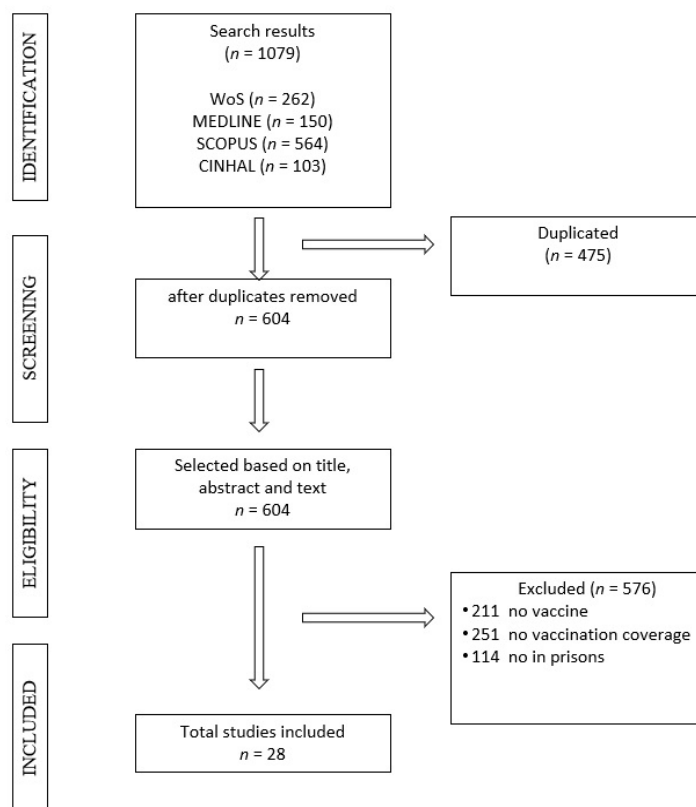 IDENTIFICATION
Search results
(n = 1079)
WoS (n = 262)
MEDLINE (n = 150)
SCOPUS (n = 564)
CINHAL (n = 103)
Duplicated
(n = 475)
SCREENING
after duplicates removed
n = 604
ELIGIBILITY
Selected based on title,
abstract and text
n = 604
Excluded (n = 576)
•211 no vaccine
•251 no vaccination coverage
•114 no in prisons
INCLUDED
Total studies included
n = 28